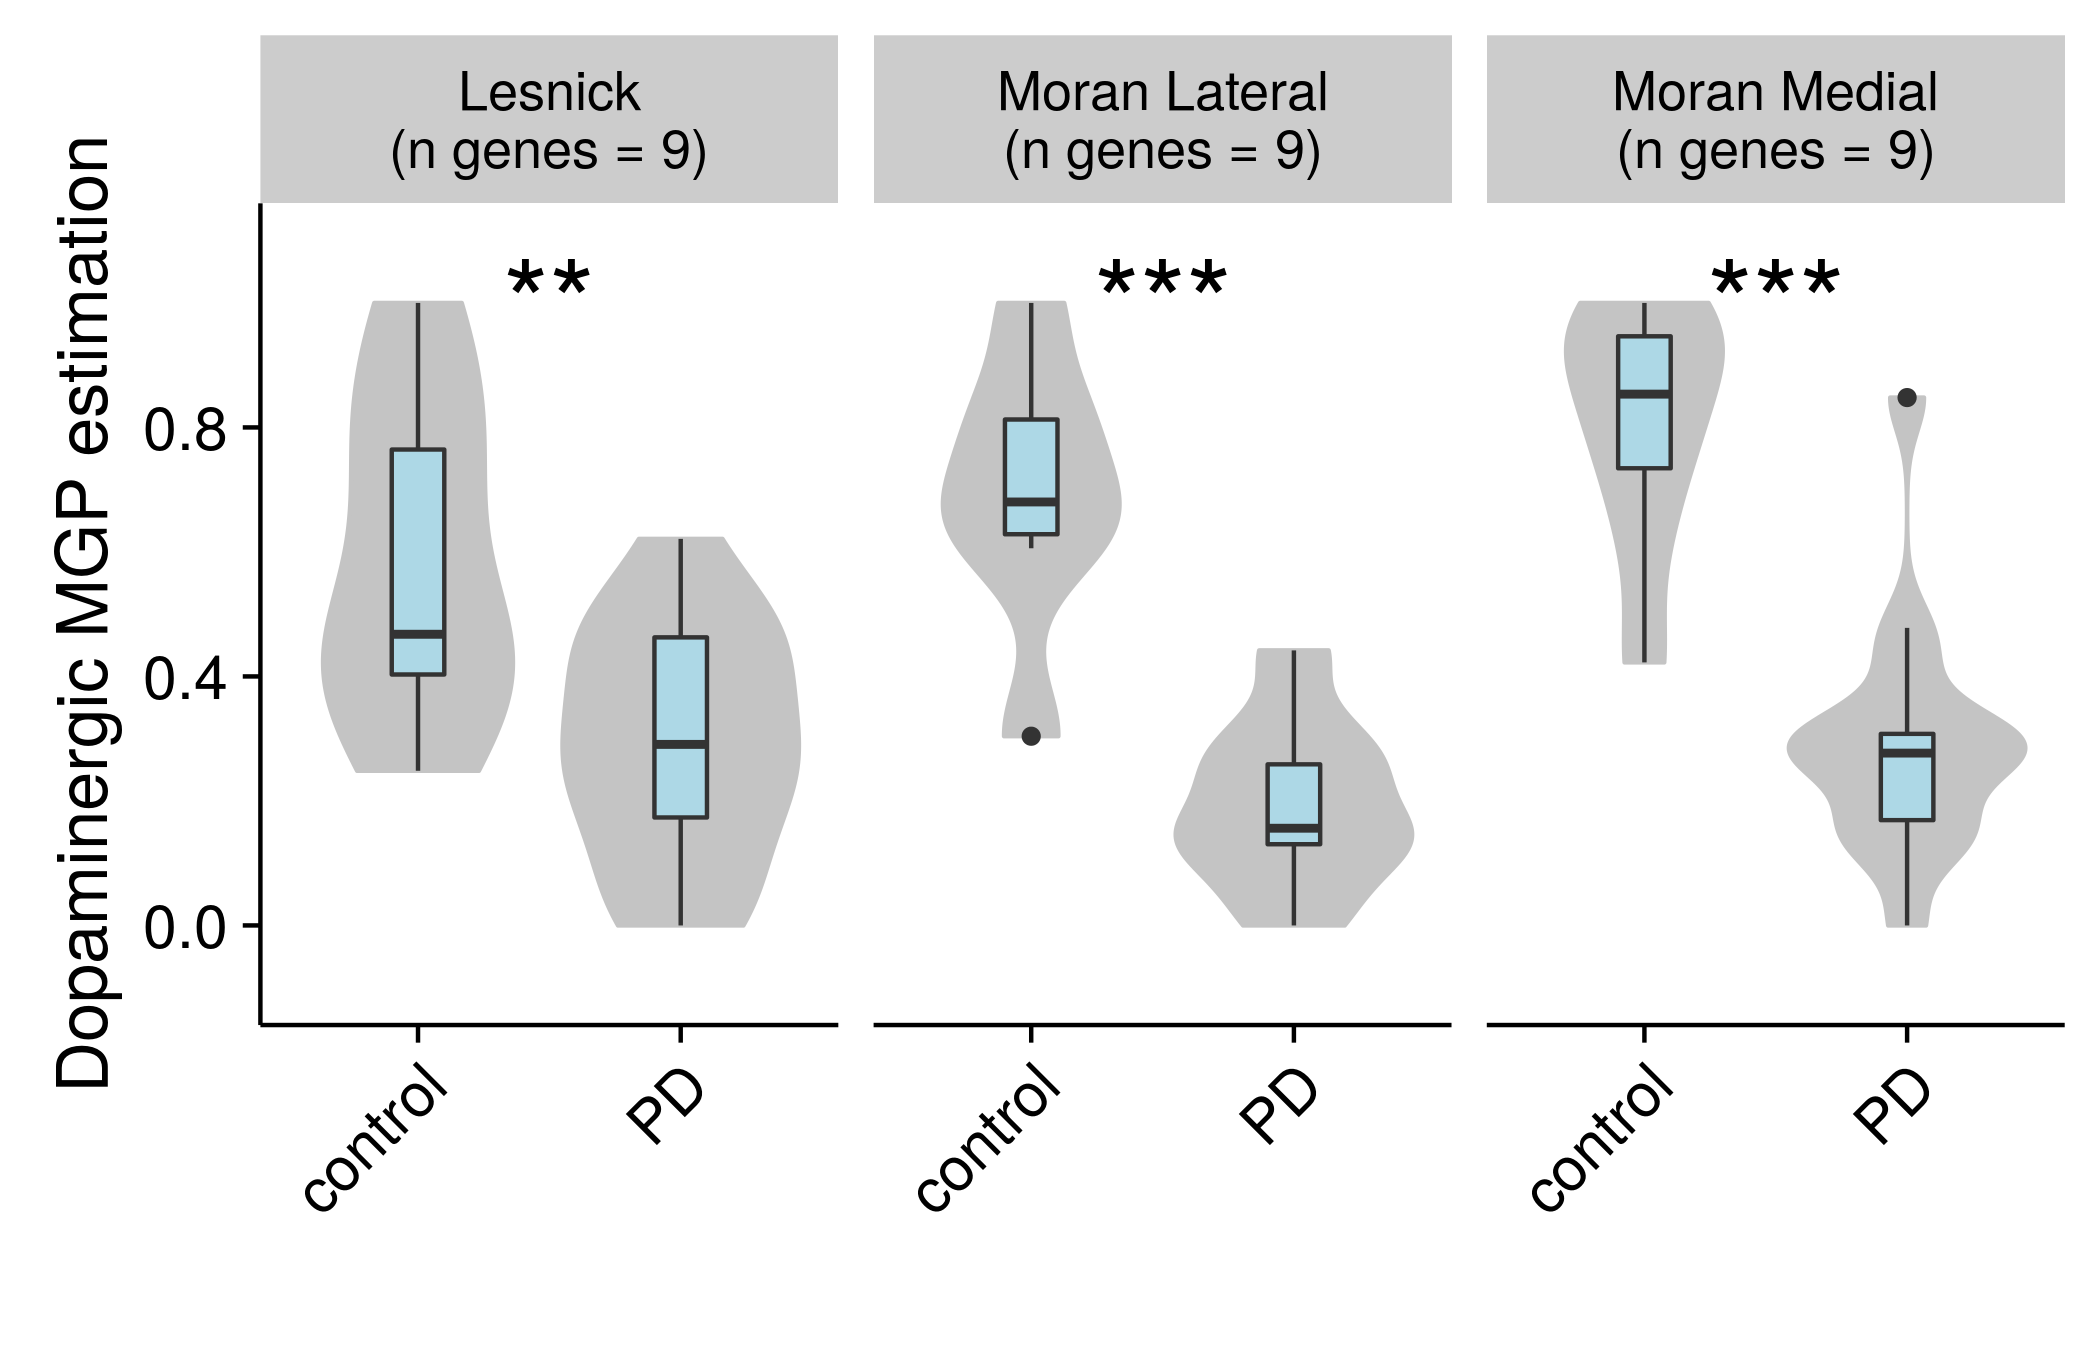 Lesnick
(n genes = 9)
Moran Lateral
(n genes = 9)
Moran Medial
(n genes = 9)
Dopaminergic MGP estimation
**
***
***
0.8
0.4
0.0
control
PD
control
PD
control
PD